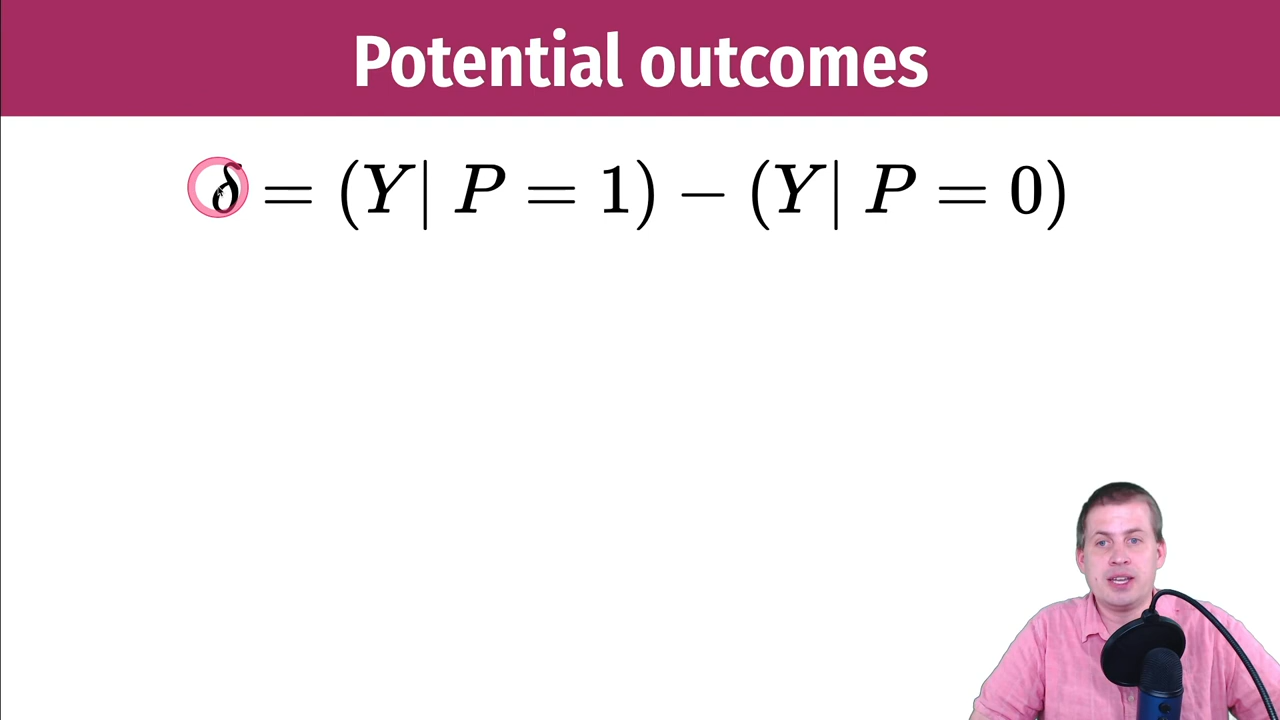 Potential outcomes
δ = (Y| P = 1) − (Y| P = 0)